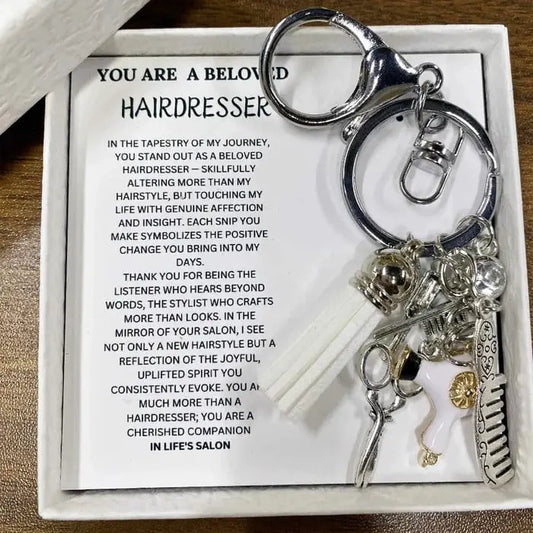 YOU ARE A BELOVED
HAIRDRESSER
IN THE TAPESTRY OF MY JOURNEY,
YOU STAND OUT AS A BELOVED
HAIRDRESSER — SKILLFULLY
ALTERING MORE THAN MY
HAIRSTYLE, BUT TOUCHING MY
LIFE WITH GENUINE AFFECTION
AND INSIGHT. EACH SNIP YOU
MAKE SYMBOLIZES THE POSITIVE
CHANGE YOU BRING INTO MY
DAYS.
THANK YOU FOR BEING THE
LISTENER WHO HEARS BEYOND
WORDS, THE STYLIST WHO CRAFTS
MORE THAN LOOKS. IN THE
MIRROR OF YOUR SALON, I SEE
NOT ONLY A NEW HAIRSTYLE BUT A
REFLECTION OF THE JOYFUL,
UPLIFTED SPIRIT YOU
CONSISTENTLY EVOKE. YOU
MUCH MORE THAN A
HAIRDRESSER; YOU ARE A
CHERISHED COMPANION
IN LIFE'S SALON